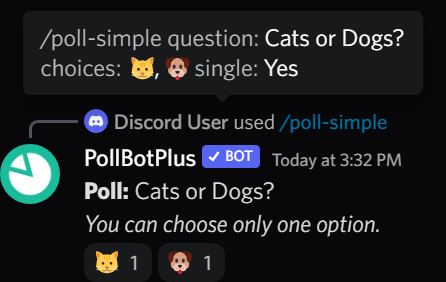 /poll-simple question: Cats or Dogs?
choices: 🐱, 🐶 single: Yes
Discord User used /poll-simple
PollBotPlus ✓ BOT Today at 3:32 PM
Poll: Cats or Dogs?
You can choose only one option.
🐱 1 🐶 1